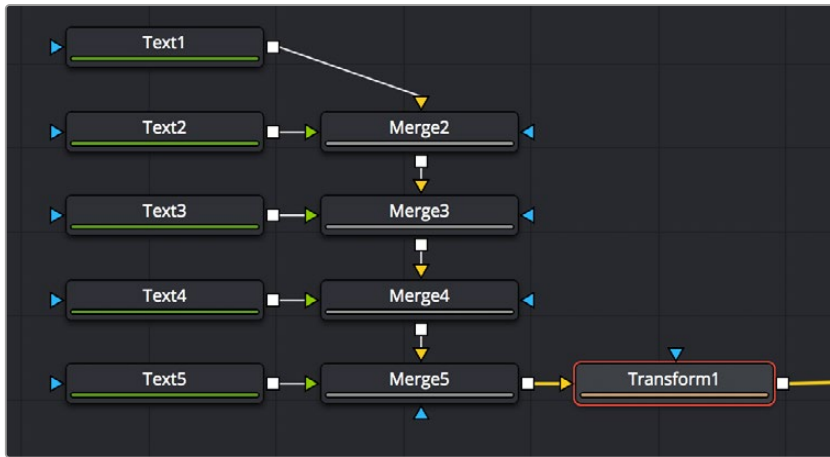 Text1
Text2 Merge2
Text3 Merge3
Text4 Merge4
Text5 Merge5 Transform1